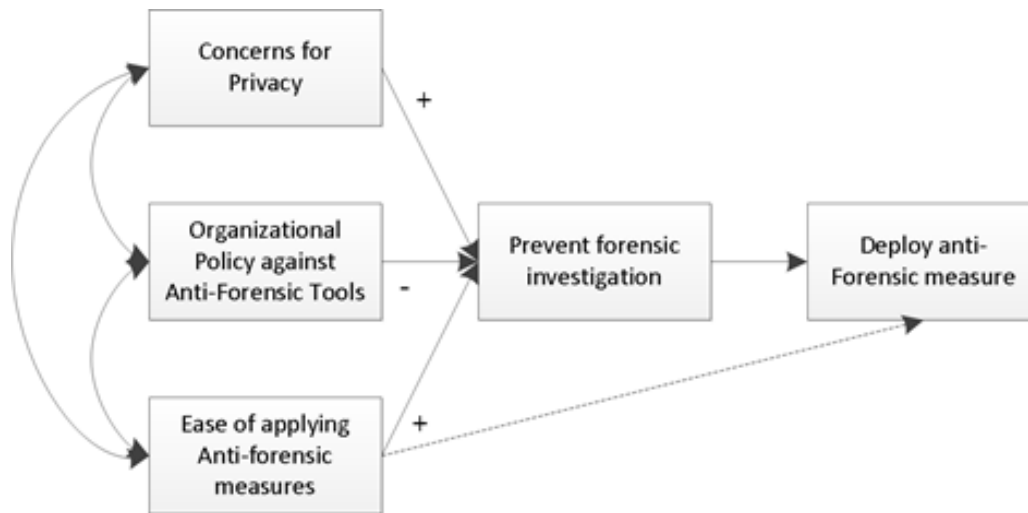 Concerns for
Privacy
+
Organizational
Policy against
Anti-Forensic Tools
-
Prevent forensic
investigation
Deploy anti-
Forensic measure
Ease of applying
Anti-forensic
measures
+